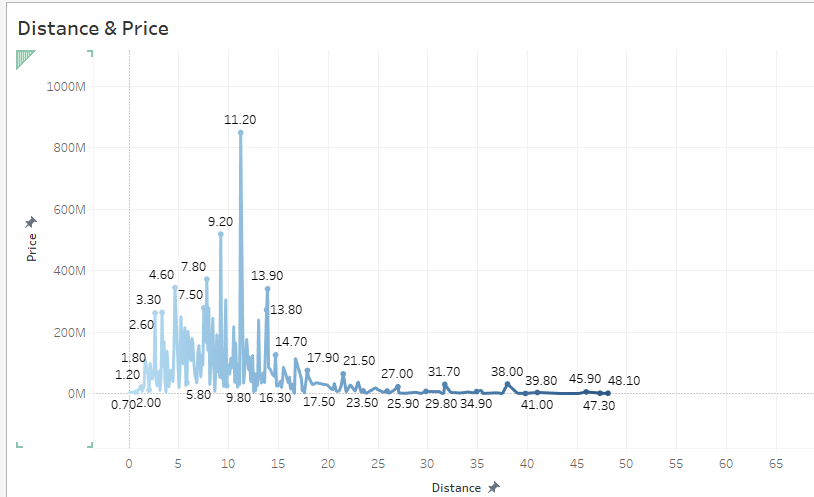 Distance & Price
1000M
11.20
800M
600M
9.20
Price
400M
4.60 7.80 13.90
3.30 7.50 13.80
2.60
200M
14.70
1.80 17.90 21.50
1.20 27.00 31.70 38.00 39.80 45.90 48.10
0M
0.70 2.00 5.80 9.80 16.30 17.50 23.50 25.90 29.80 34.90 41.00 47.30
0 5 10 15 20 25 30 35 40 45 50 55 60 65
Distance